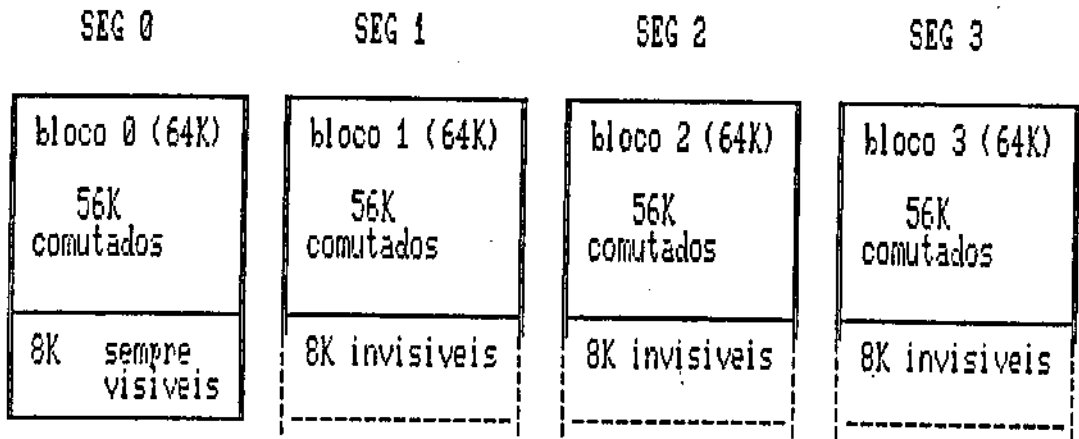 SEG 0
SEG 1
SEG 2
SEG 3
bloco 0 (64K)
56K
comutados
8K sempre
visiveis
bloco 1 (64K)
56K
comutados
8K invisiveis
bloco 2 (64K)
56K
comutados
8K invisiveis
bloco 3 (64K)
56K
comutados
8K invisiveis